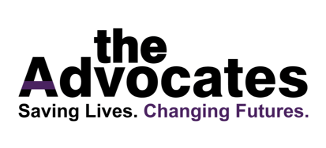 the
Advocates
Saving Lives. Changing Futures.